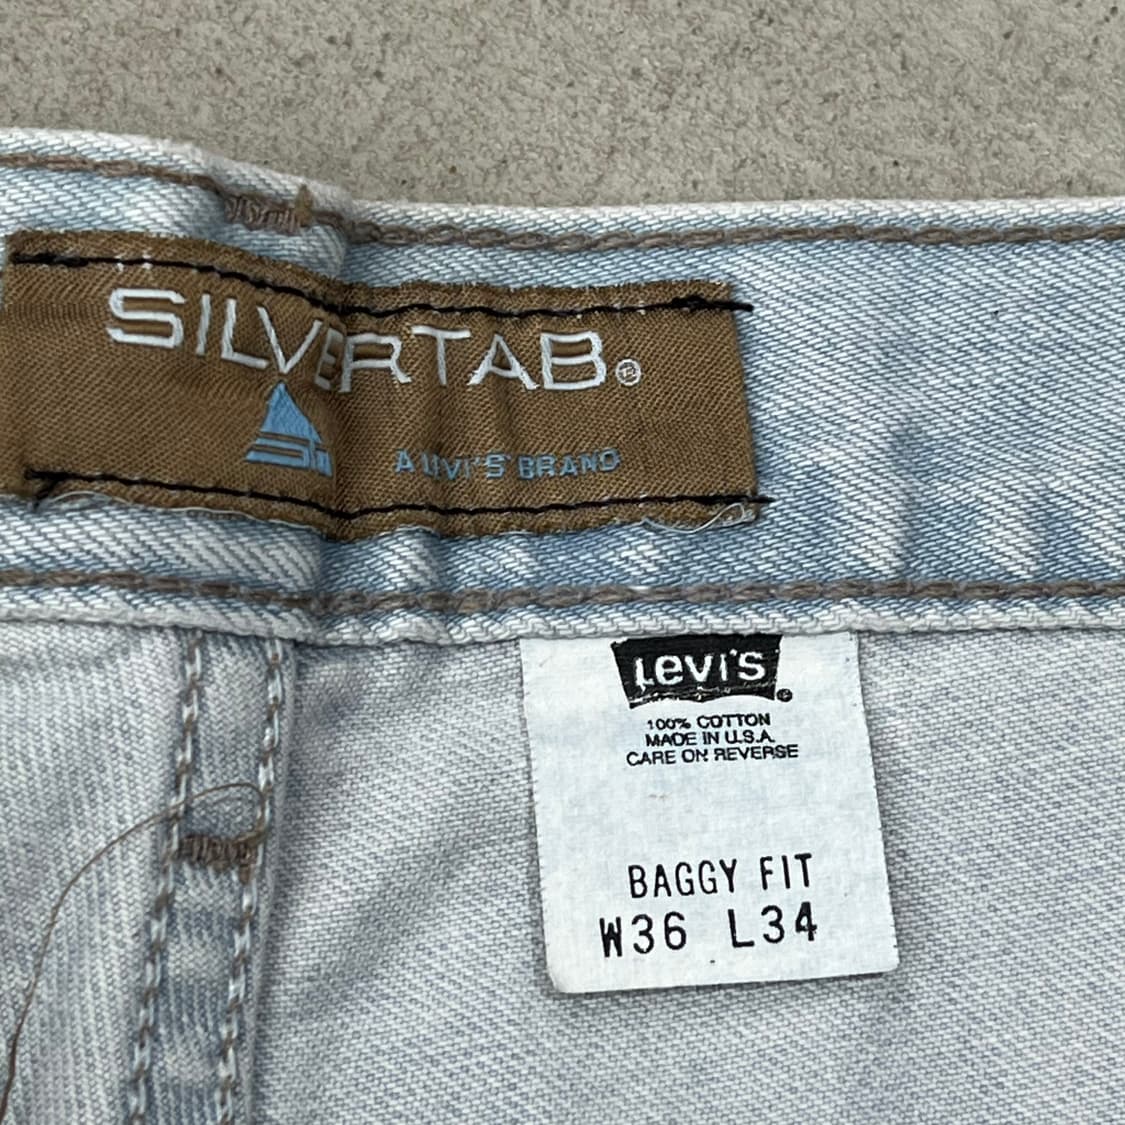 SILVERTAB®
A LEVI'S BRAND
Levi's®
100% COTTON
MADE IN U.S.A.
CARE ON REVERSE
BAGGY FIT
W36 L34